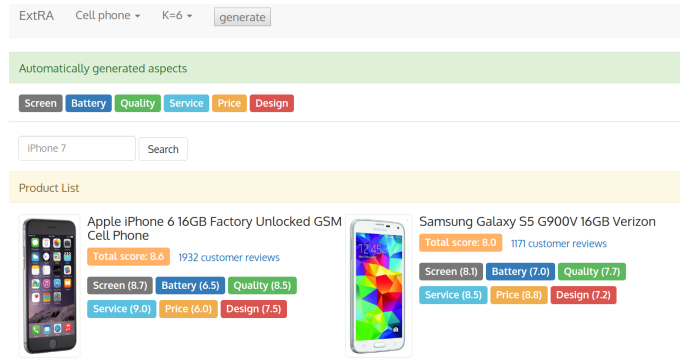 ExtRA Cell phone K=6 generate
Automatically generated aspects
Screen Battery Quality Service Price Design
iPhone 7 Search
Product List
Apple iPhone 6 16GB Factory Unlocked GSM
Cell Phone
Total score: 8.6 1932 customer reviews
Screen (8.7) Battery (6.5) Quality (8.5)
Service (9.0) Price (6.0) Design (7.5)
Samsung Galaxy S5 G900V 16GB Verizon
Total score: 8.0 1171 customer reviews
Screen (8.1) Battery (7.0) Quality (7.7)
Service (8.5) Price (8.8) Design (7.2)